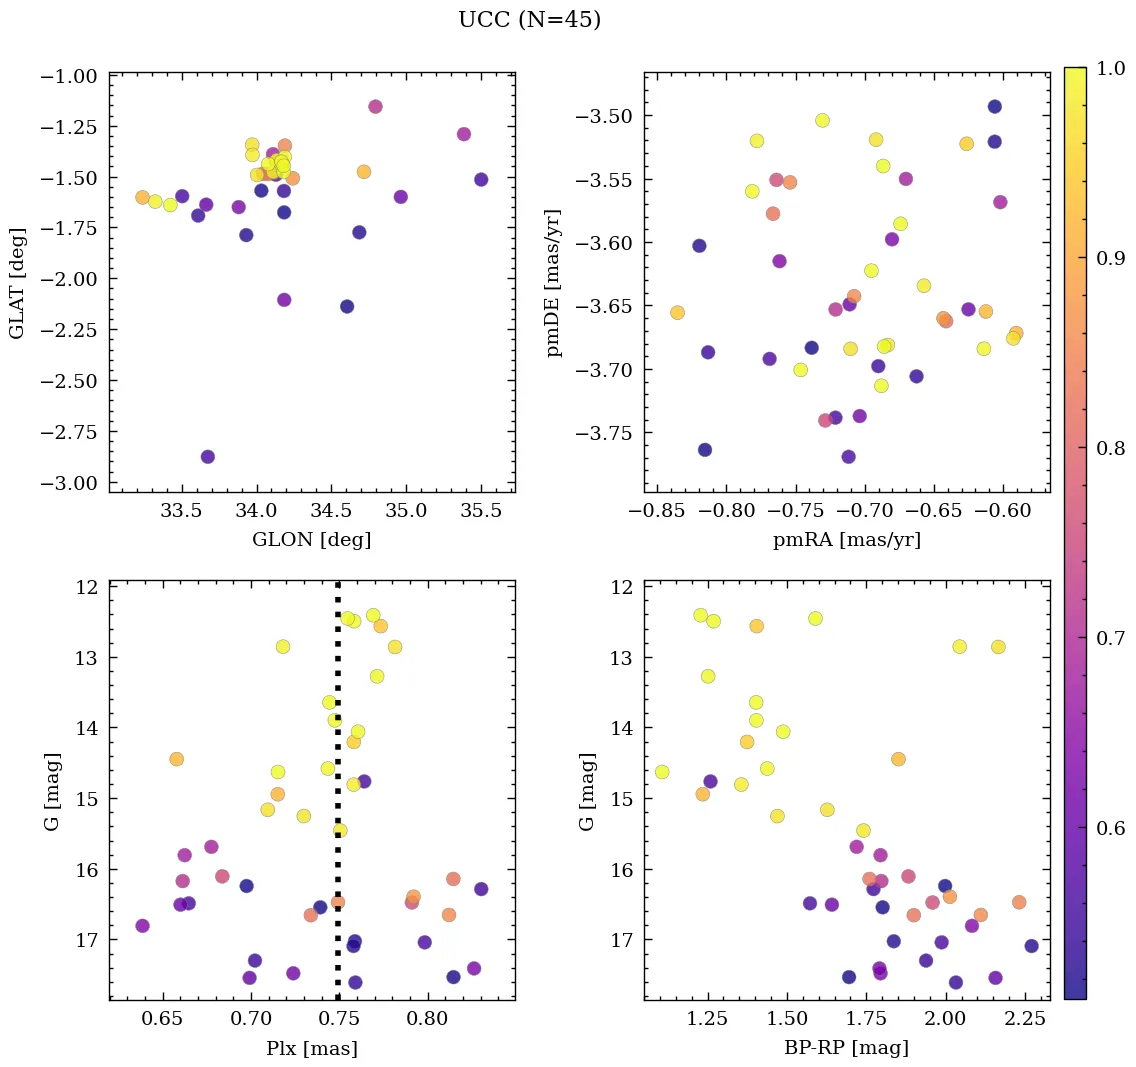 UCC (N=45)
−1.00
−1.25
−1.50
−1.75
−2.00
−2.25
−2.50
−2.75
−3.00
GLAT [deg]
33.5 34.0 34.5 35.0 35.5
GLON [deg]
−3.50
−3.55
−3.60
−3.65
−3.70
−3.75
pmDE [mas/yr]
−0.85 −0.80 −0.75 −0.70 −0.65 −0.60
pmRA [mas/yr]
12
13
14
15
16
17
G [mag]
0.65 0.70 0.75 0.80
Plx [mas]
12
13
14
15
16
17
G [mag]
1.25 1.50 1.75 2.00 2.25
BP-RP [mag]
1.0
0.9
0.8
0.7
0.6